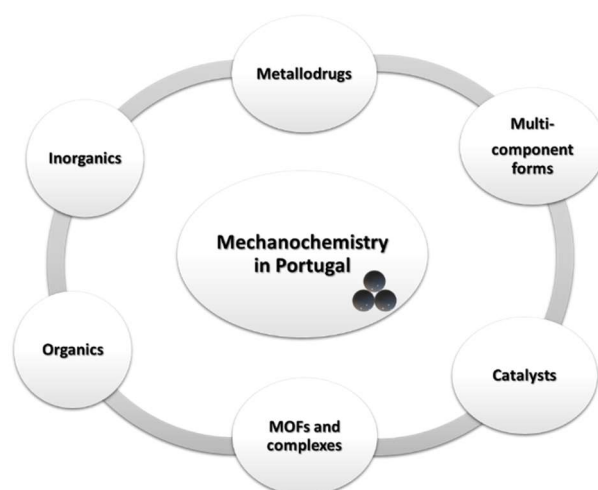 Metallodrugs
Multi-
component
forms
Inorganics
Mechanochemistry
in Portugal
Organics
Catalysts
MOFs and
complexes